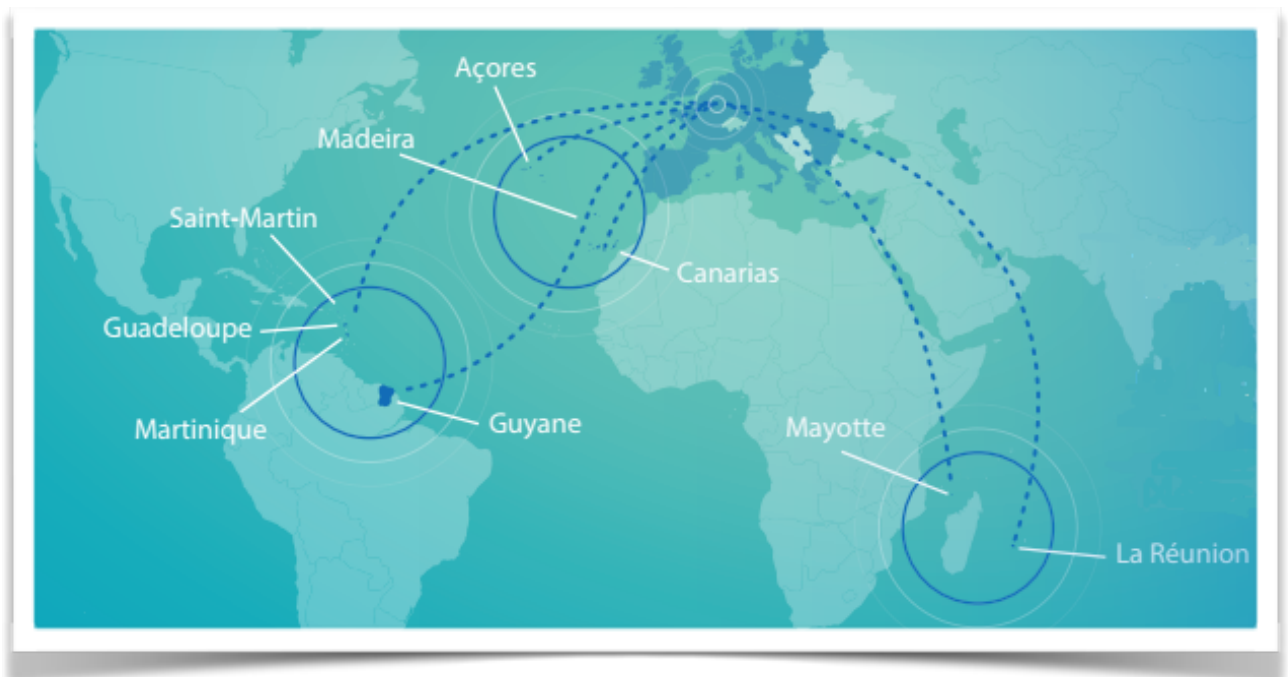 Açores
Madeira
Saint-Martin
Canarias
Guadeloupe
Martinique
Guyane
Mayotte
La Réunion